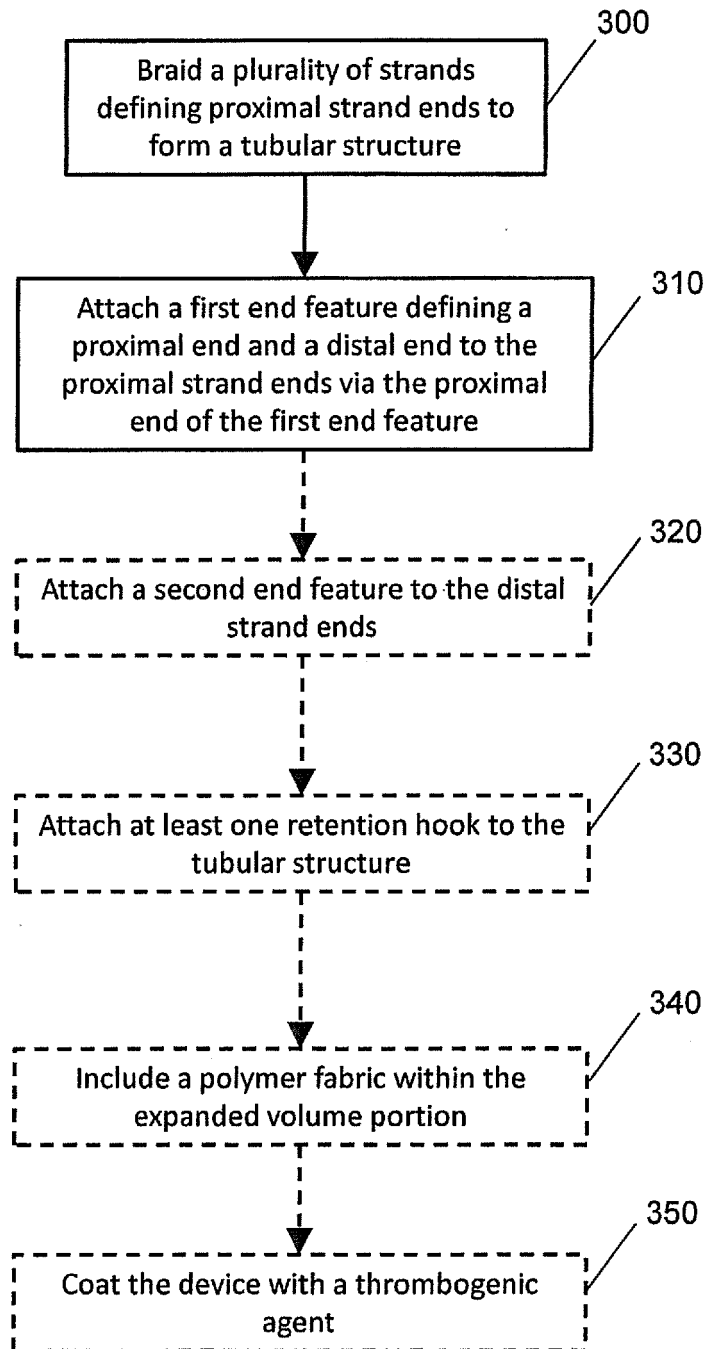 300
Braid a plurality of strands
defining proximal strand ends to
form a tubular structure
310
Attach a first end feature defining a
proximal end and a distal end to the
proximal strand ends via the proximal
end of the first end feature
320
Attach a second end feature to the distal
strand ends
330
Attach at least one retention hook to the
tubular structure
340
Include a polymer fabric within the
expanded volume portion
350
Coat the device with a thrombogenic
agent